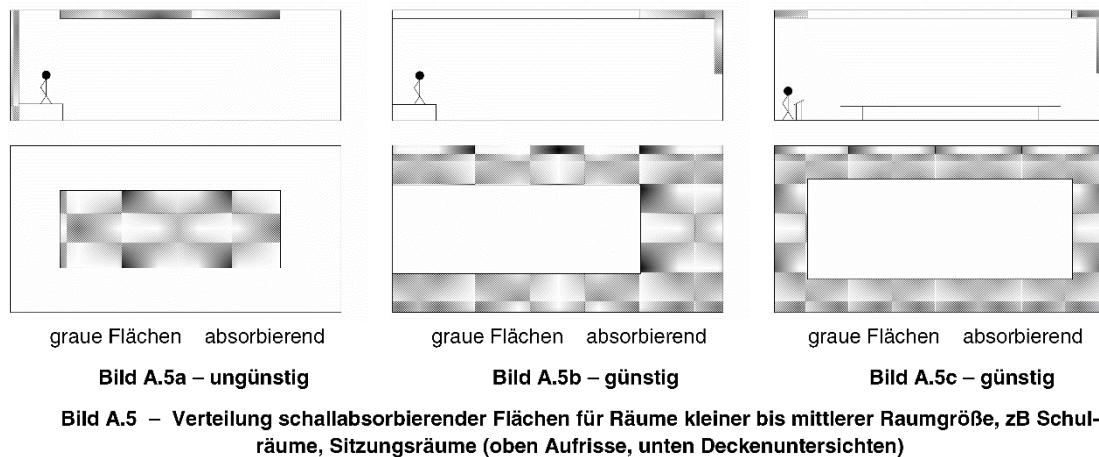 graue Flächen absorbierend
graue Flächen absorbierend
graue Flächen absorbierend
Bild A.5a – ungünstig
Bild A.5b – günstig
Bild A.5c – günstig
Bild A.5 – Verteilung schallabsorbierender Flächen für Räume kleiner bis mittlerer Raumgröße, zB Schul-
räume, Sitzungsräume (oben Aufrisse, unten Deckenuntersichten)